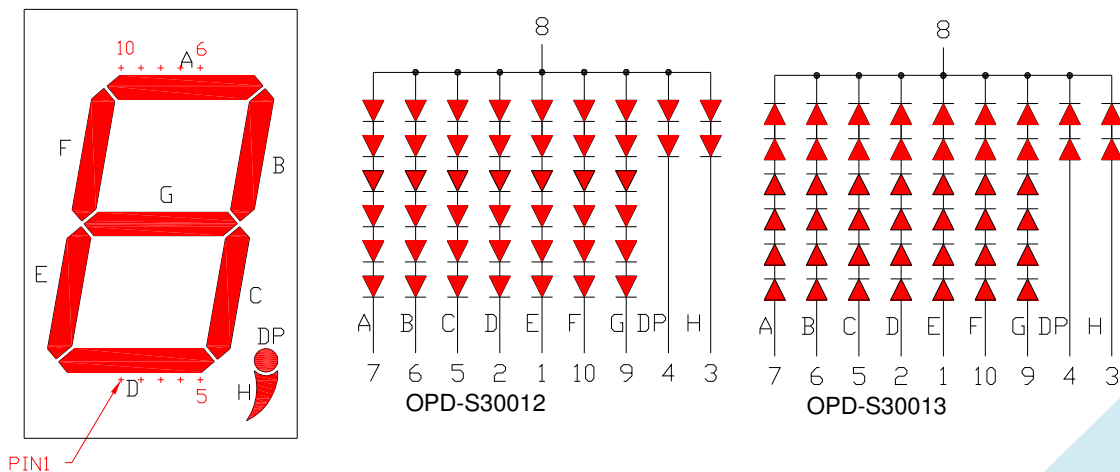 10 6
A
F
B
G
E
C
DP
D
5
H
PIN1
8
A B C D E F G DP H
7 6 5 2 1 10 9 4 3
OPD-S30012
8
A B C D E F G DP H
7 6 5 2 1 10 9 4 3
OPD-S30013